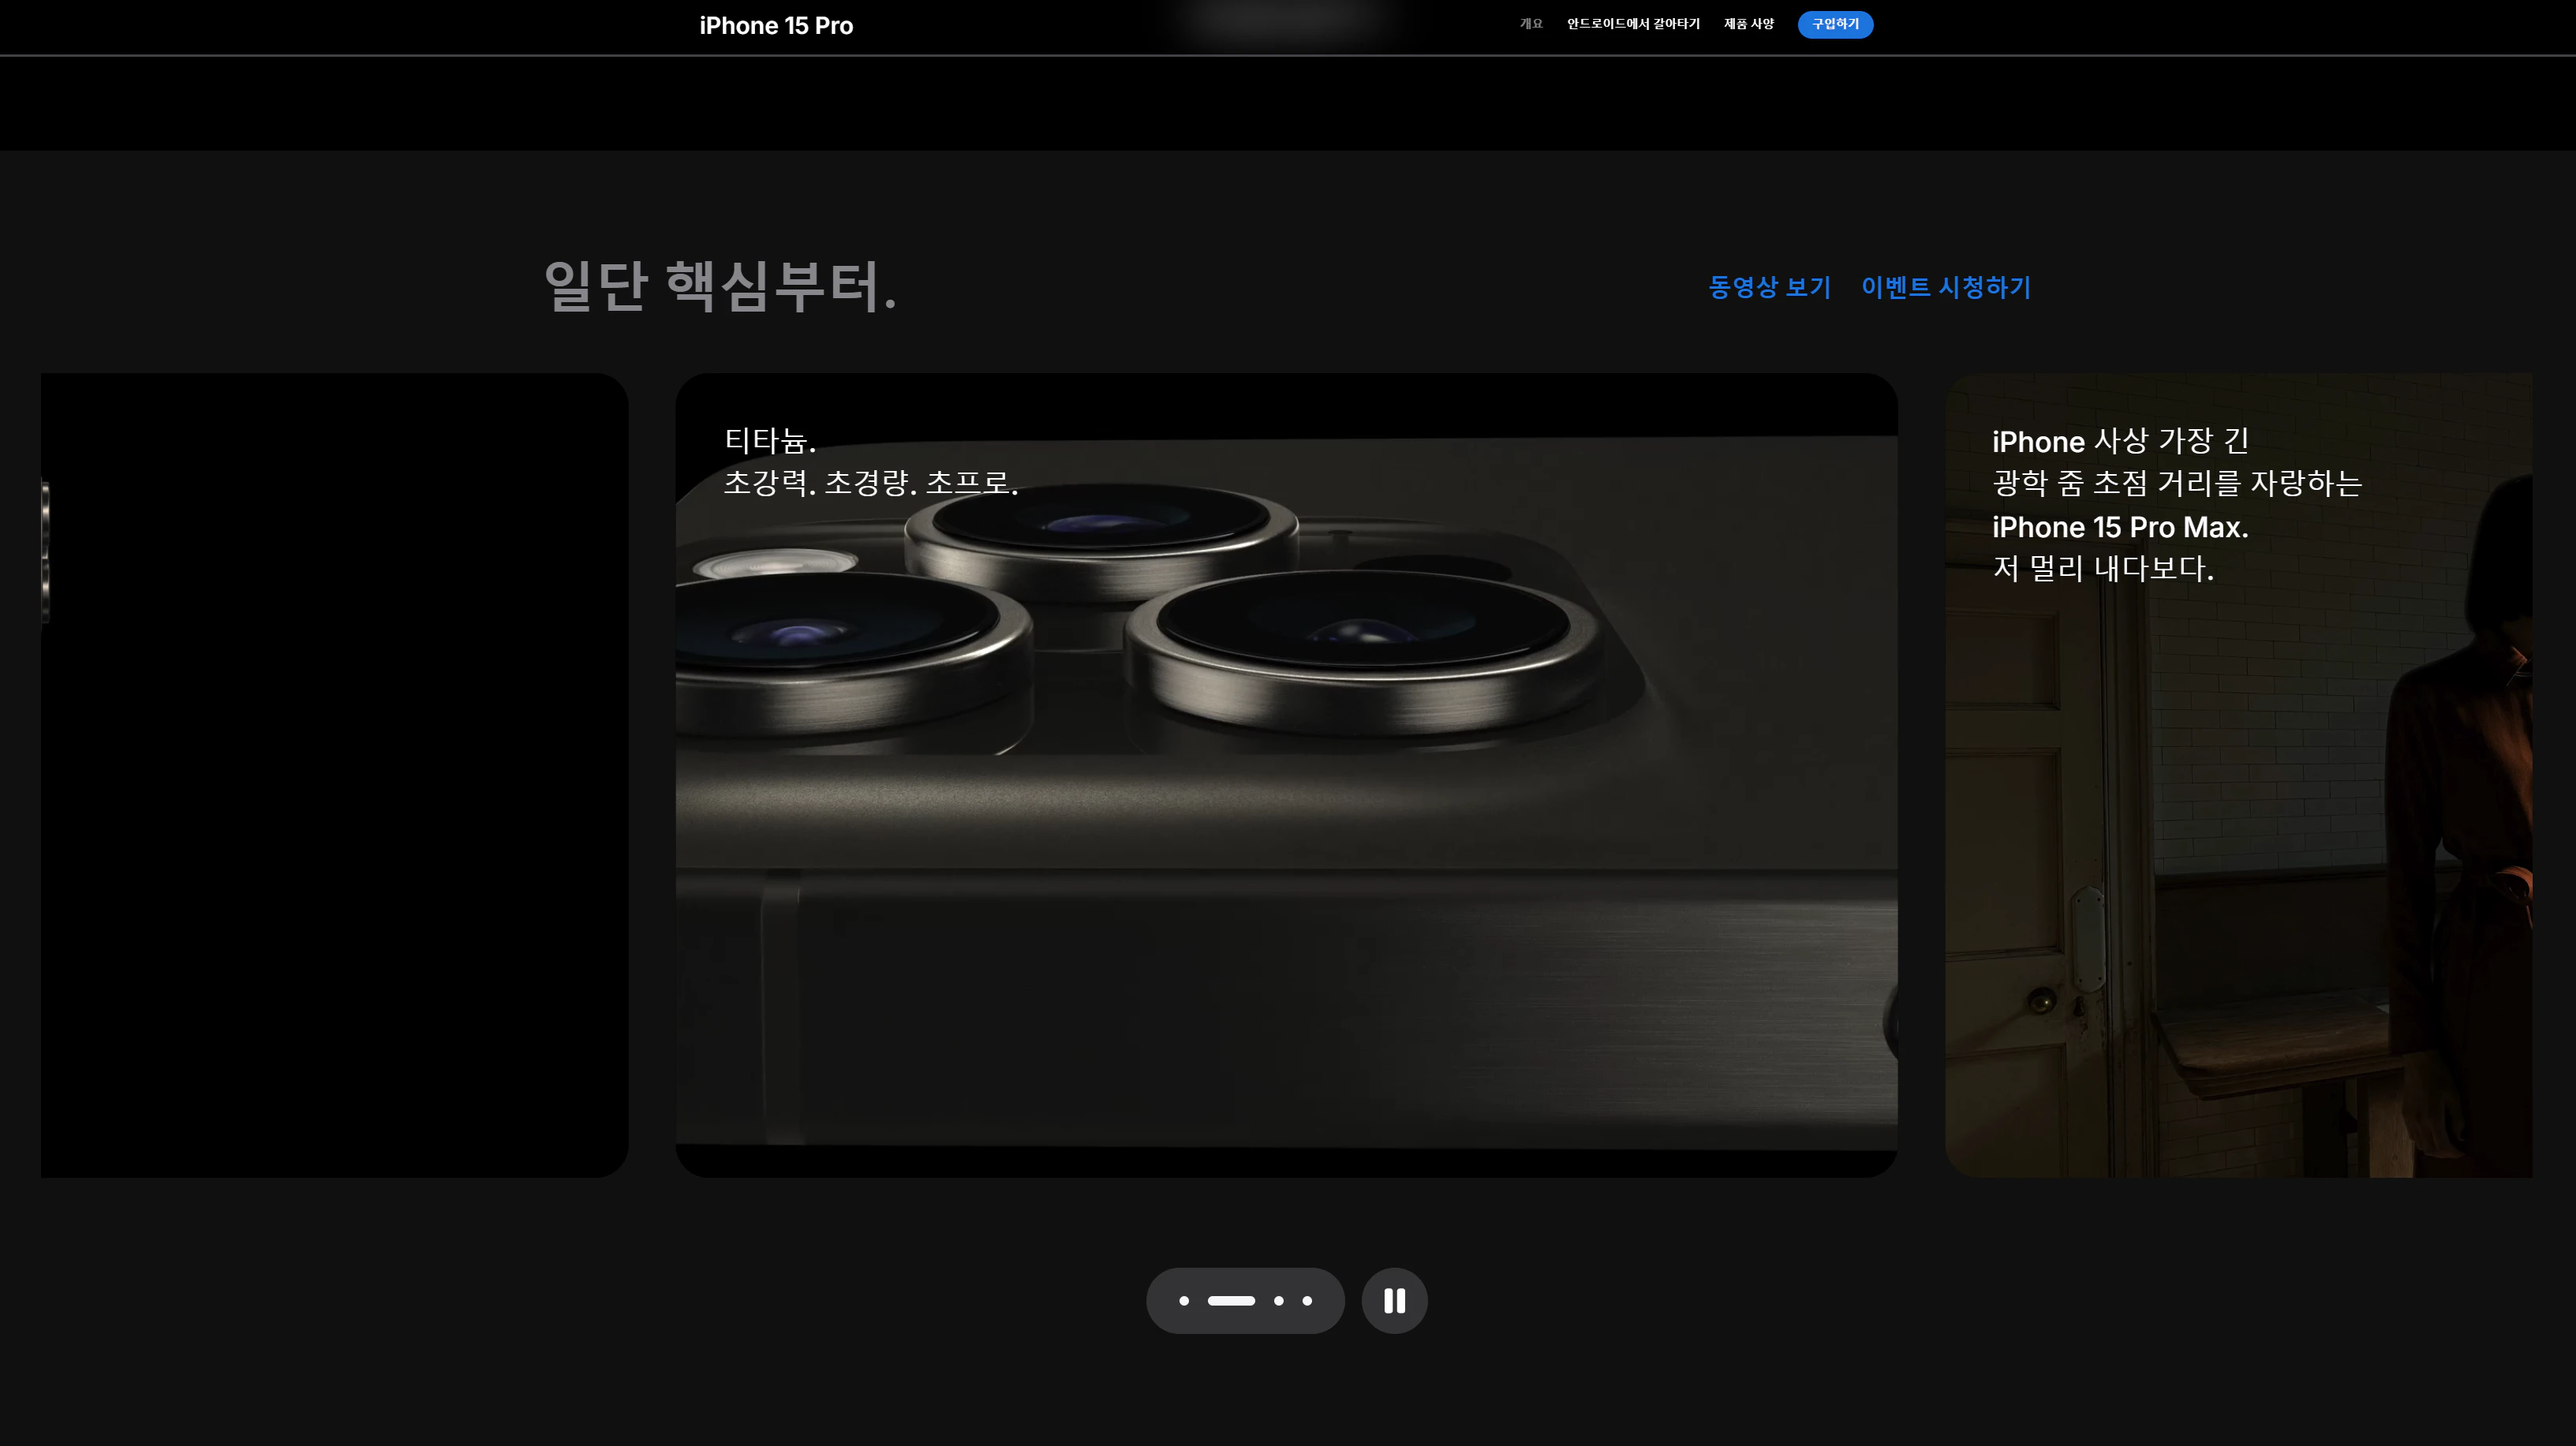 iPhone 15 Pro
개요 안드로이드에서 갈아타기 제품 사양 구입하기
일단 핵심부터.
동영상 보기 이벤트 시청하기
티타늄.
초강력. 초경량. 초프로.
iPhone 사상 가장 긴
광학 줌 초점 거리를 자랑하는
iPhone 15 Pro Max.
저 멀리 내다보다.